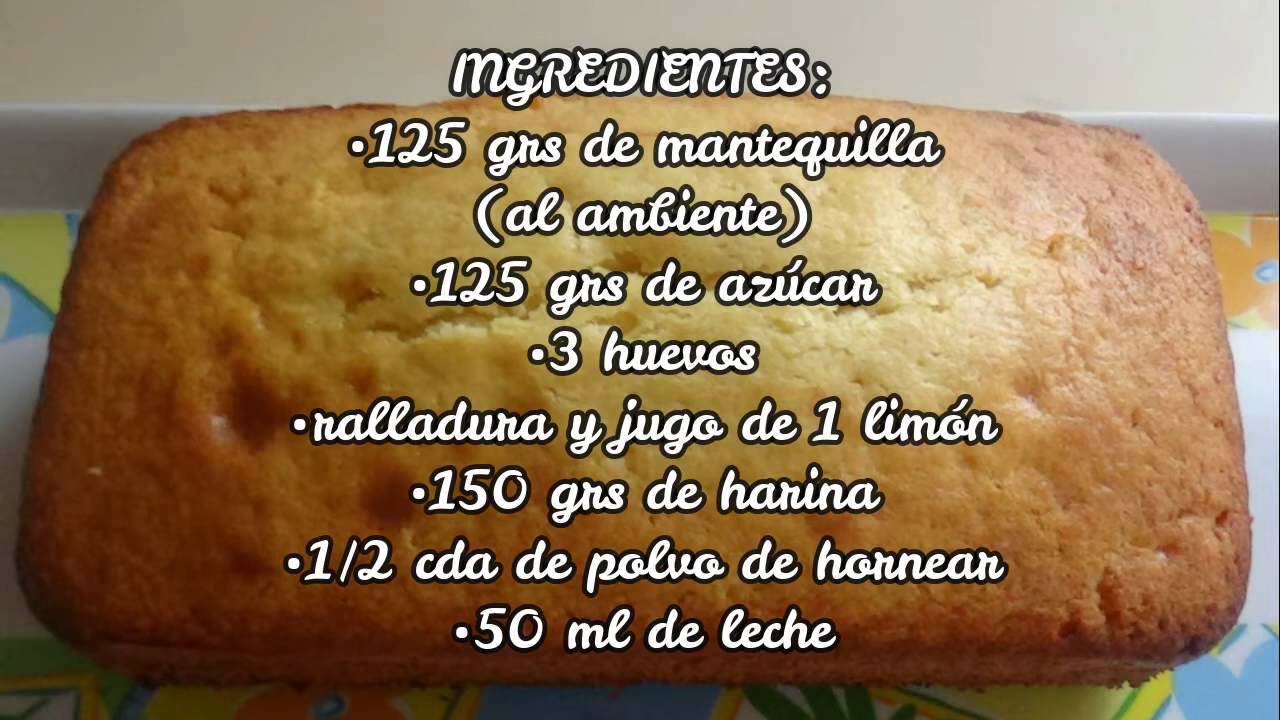 INGREDIENTES:
•125 grs de mantequilla
(al ambiente)
•125 grs de azúcar
•3 huevos
•ralladura y jugo de 1 limón
•150 grs de harina
•1/2 cda de polvo de hornear
•50 ml de leche